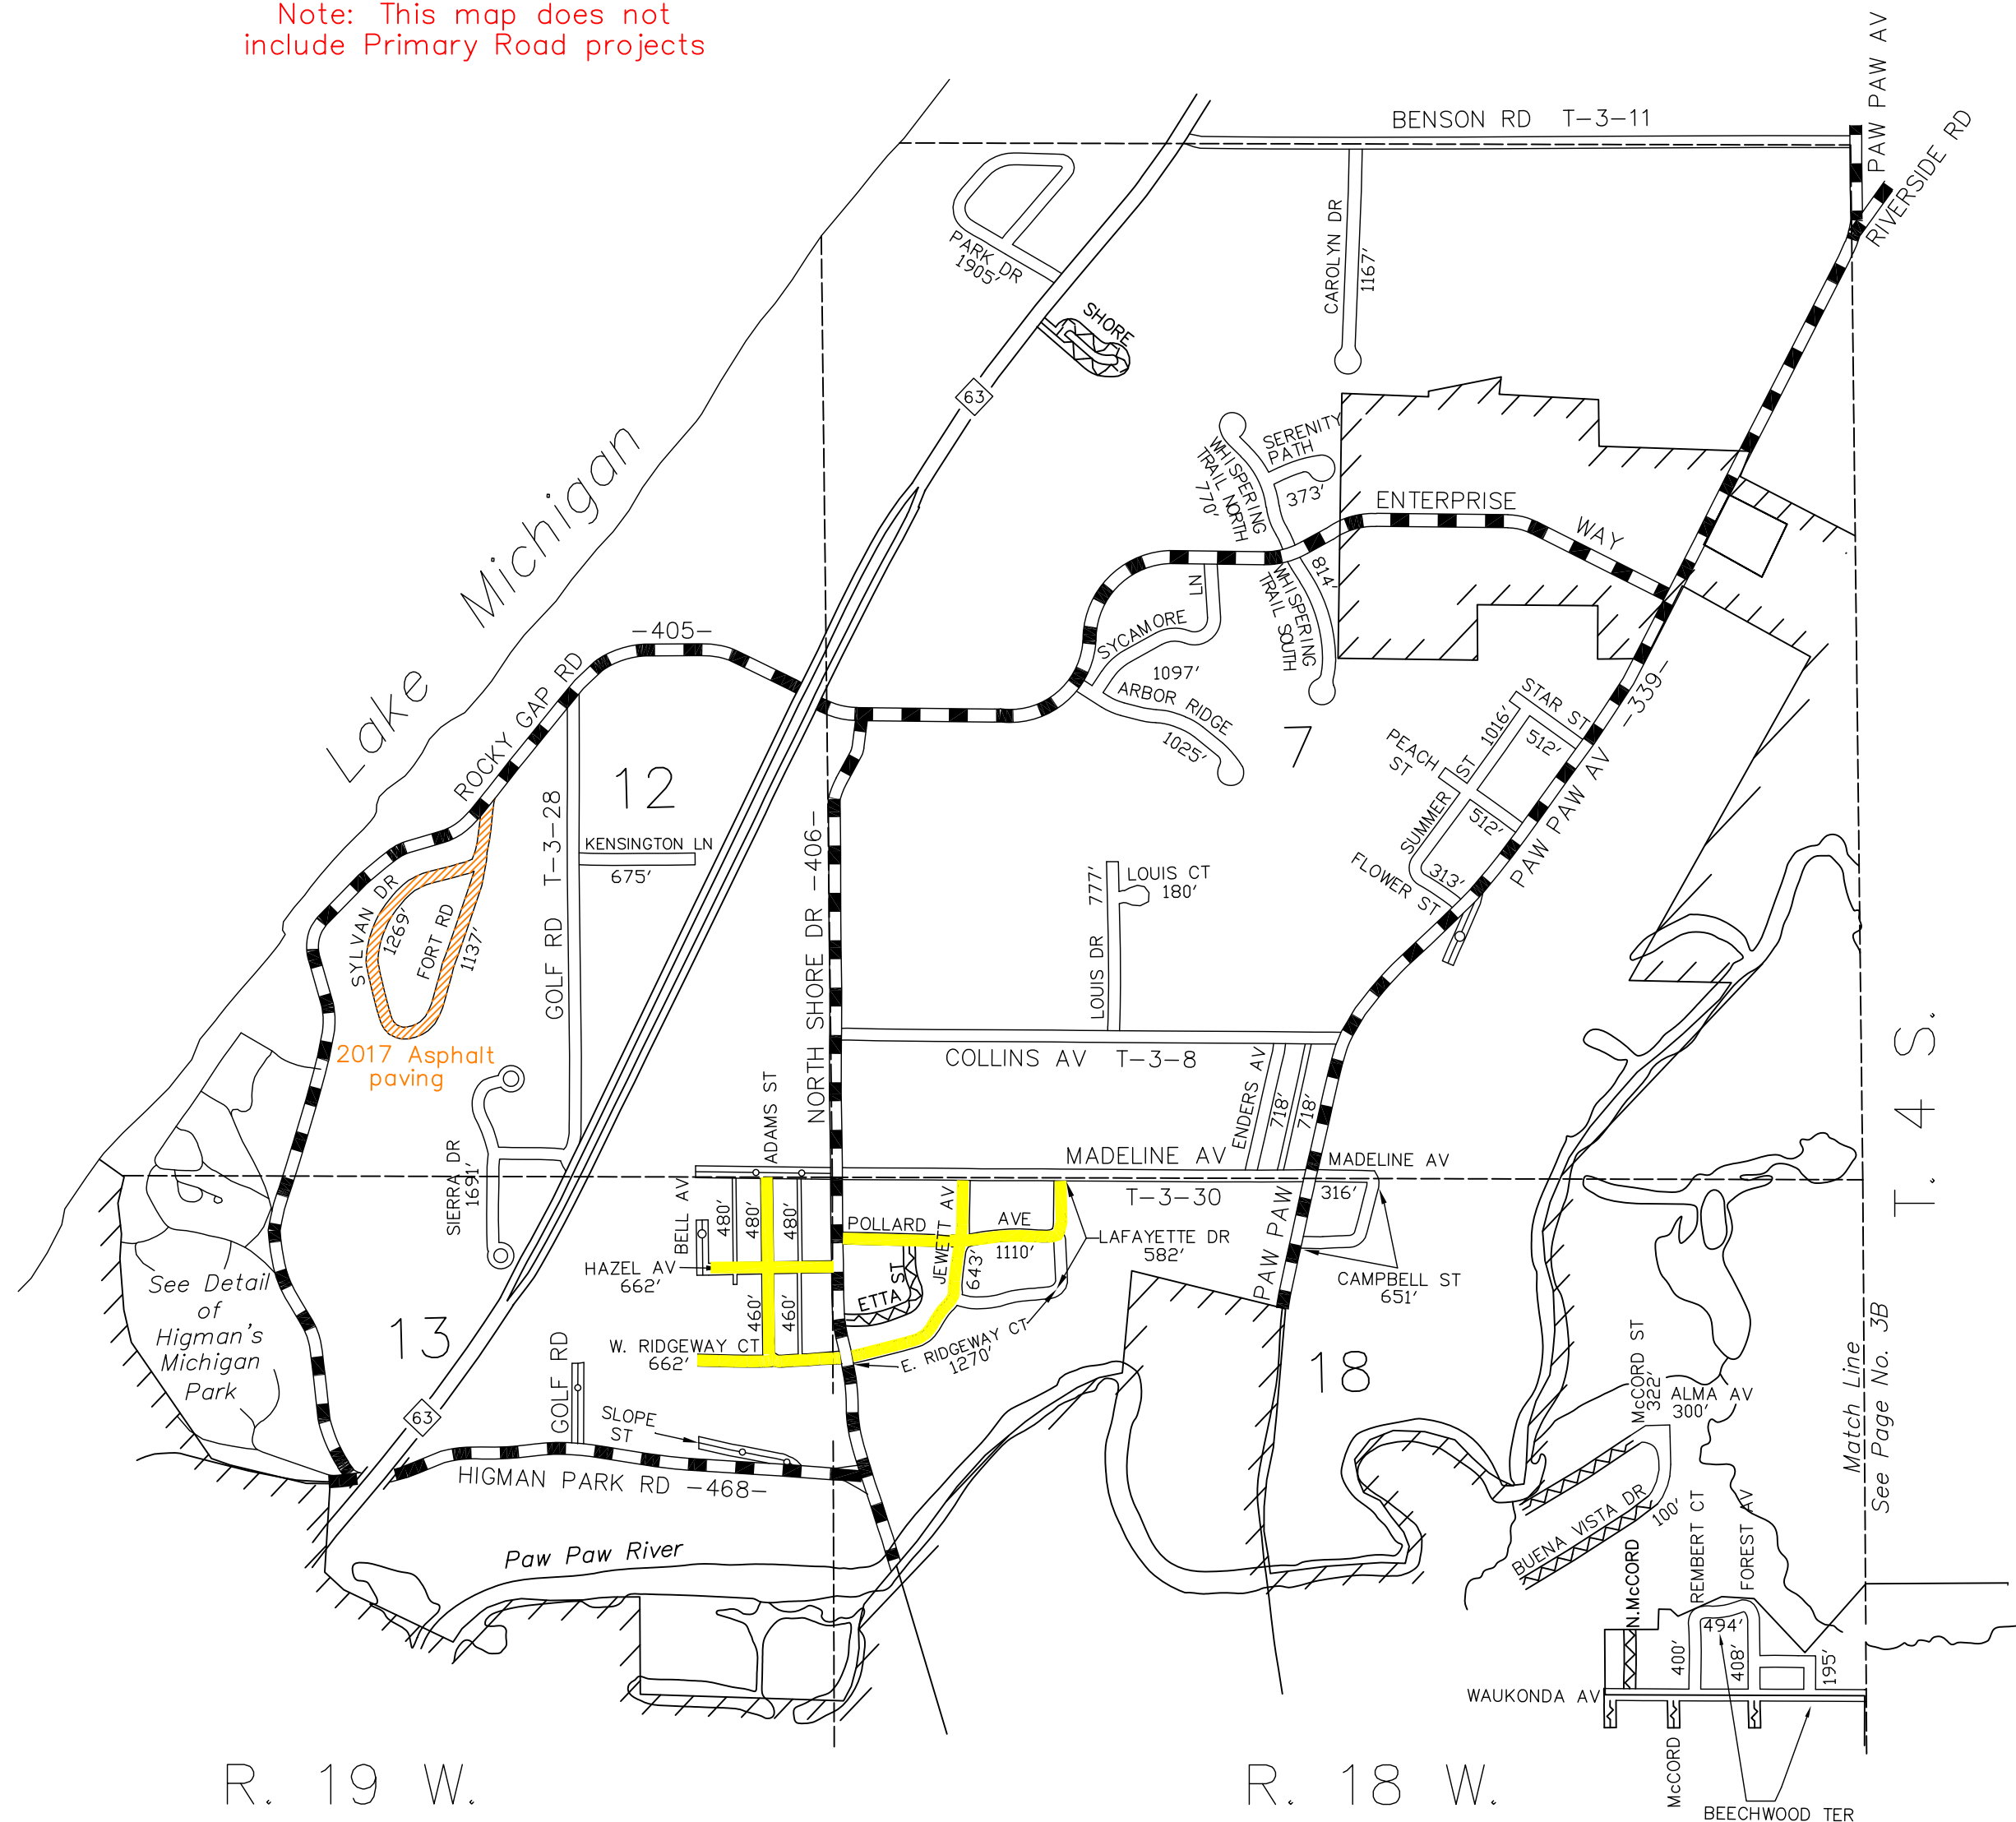 Note: This map does not
include Primary Road projects
PAW PAW AV
RIVERSIDE RD
BENSON RD T-3-11
PARK DR
1905'
CAROLYN DR
1167'
SHORE
63
Lake Michigan
SERENITY
PATH
373'
WHISPERING
TRAIL NORTH
770'
ENTERPRISE WAY
814'
WHISPERING
TRAIL SOUTH
SYCAMORE LN
1097'
ARBOR RIDGE
1025'
-405-
ROCKY GAP RD
12
7
STAR ST
512'
1016'
PEACH
ST
SUMMER ST
512'
313'
FLOWER ST
PAW PAW AV -339-
GOLF RD T-3-28
KENSINGTON LN
675'
NORTH SHORE DR -406-
SYLVAN DR
1269'
FORT RD
1137'
2017 Asphalt
paving
LOUIS CT
180'
777'
LOUIS DR
COLLINS AV T-3-8
ENDERS AV
718'
718'
T. 4 S.
SIERRA DR
1691'
ADAMS ST
MADELINE AV
T-3-30
MADELINE AV
316'
BELL AV
480'
480'
480'
POLLARD AVE
1110'
JEWETT AV
643'
LAFAYETTE DR
582'
HAZEL AV
662'
460'
460'
ETTA ST
PAW PAW
CAMPBELL ST
651'
See Detail
of
Higman's
Michigan
Park
13
W. RIDGEWAY CT
662'
E. RIDGEWAY CT
1270'
18
63
GOLF RD
SLOPE
ST
HIGMAN PARK RD -468-
McCORD ST
322'
ALMA AV
300'
Match Line
See Page No. 3B
BUENA VISTA DR
100'
Paw Paw River
N.McCORD
REMBERT CT
FOREST AV
494'
400'
408'
195'
WAUKONDA AV
McCORD
BEECHWOOD TER
R. 19 W.
R. 18 W.